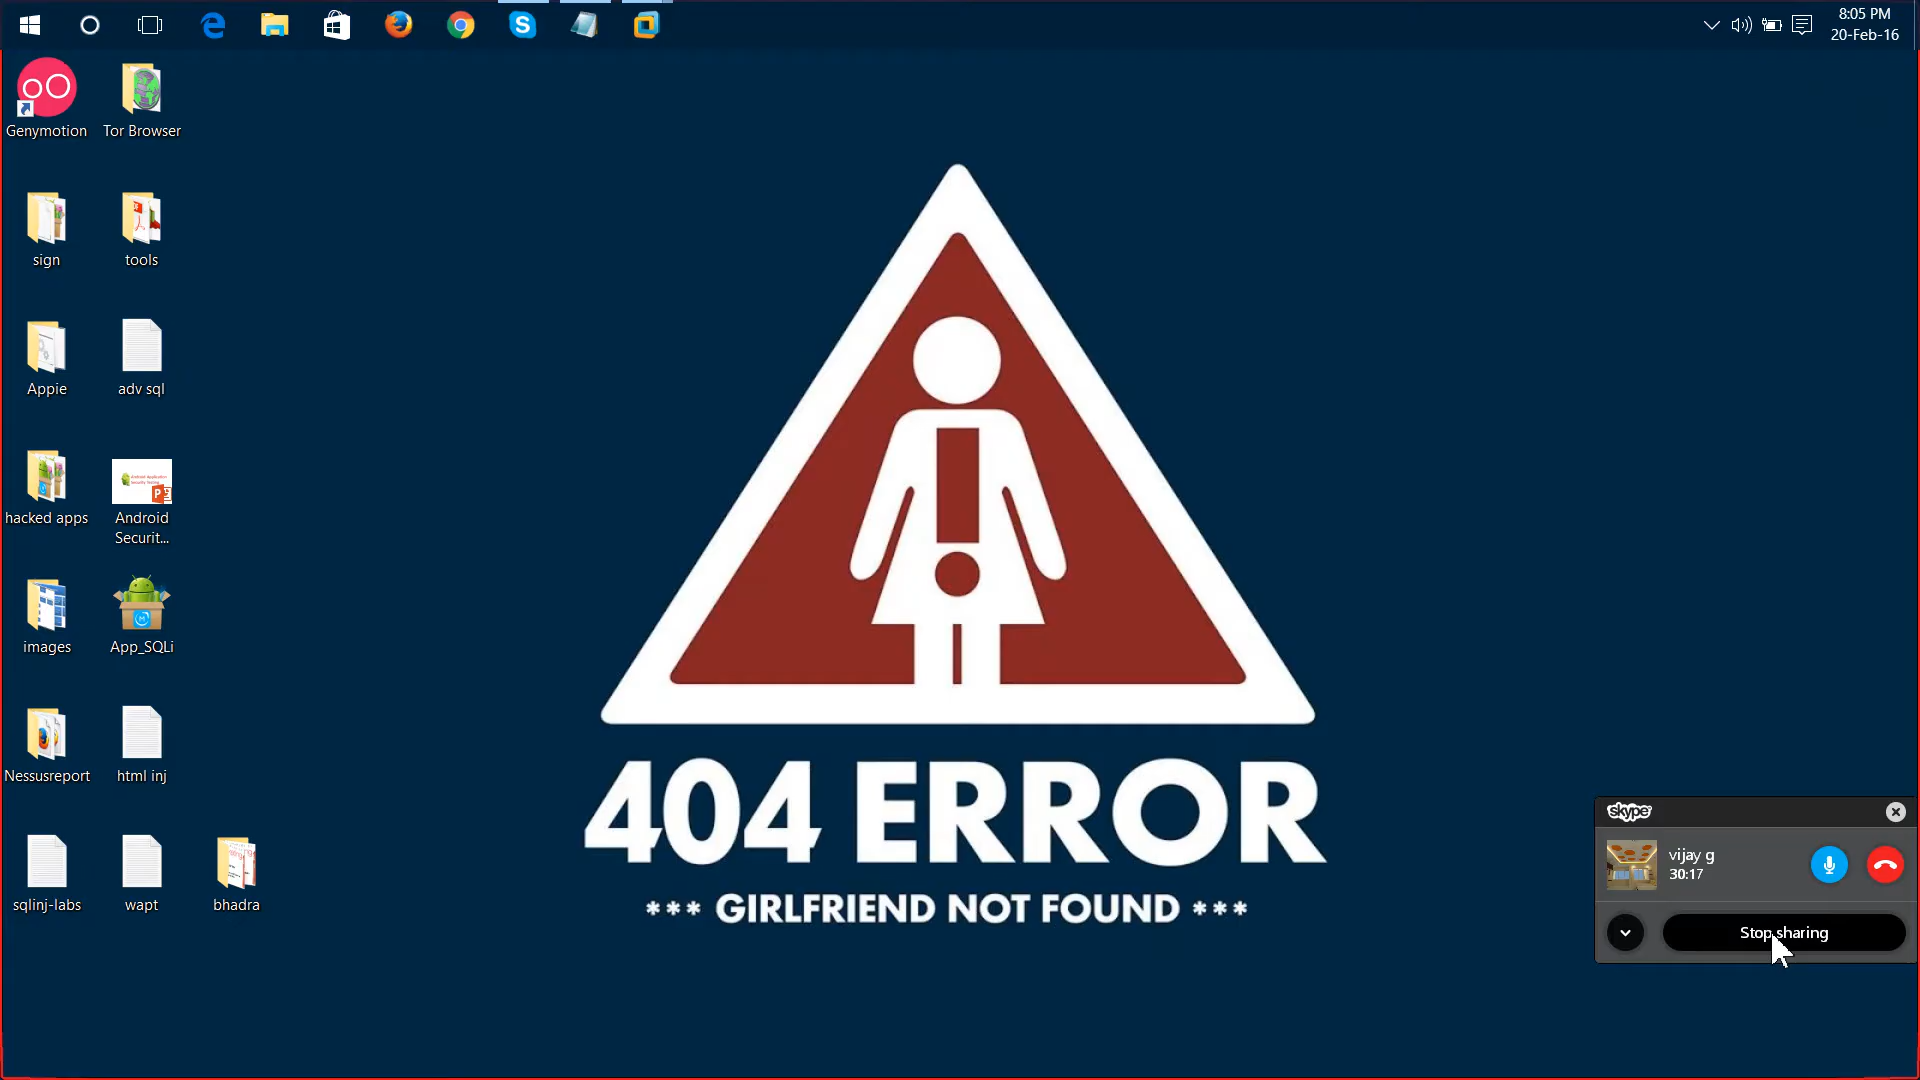 8:05 PM
20-Feb-16
Genymotion
Tor Browser
sign
tools
Appie
adv sql
hacked apps
Android
Securit...
images
App_SQLi
Nessusreport
html inj
sqlinj-labs
wapt
bhadra
404 ERROR
*** GIRLFRIEND NOT FOUND ***
skype
vijay g
30:17
Stop sharing